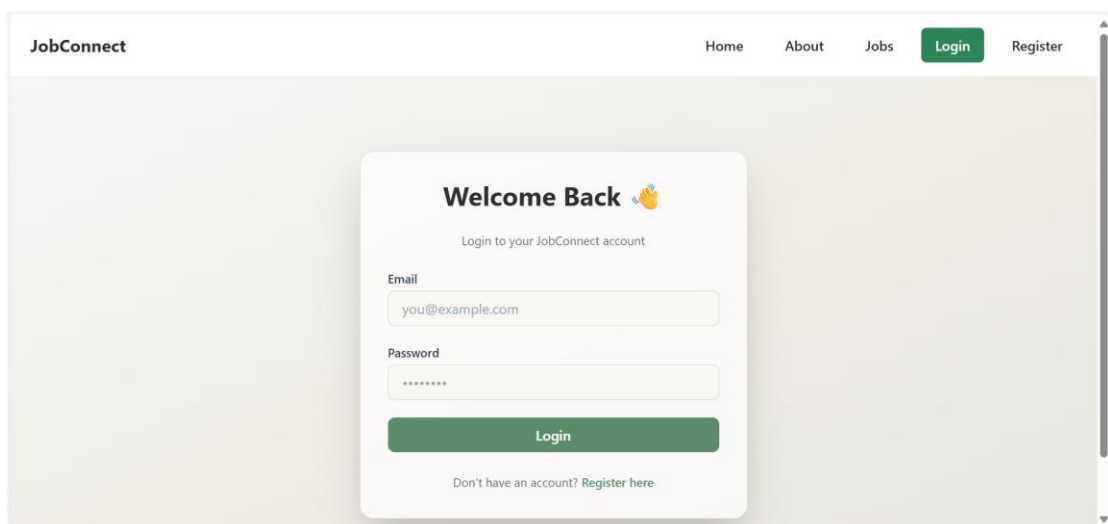 JobConnect Home About Jobs Login Register
Welcome Back 👋
Login to your JobConnect account
Email
you@example.com
Password
••••••••
Login
Don't have an account? Register here